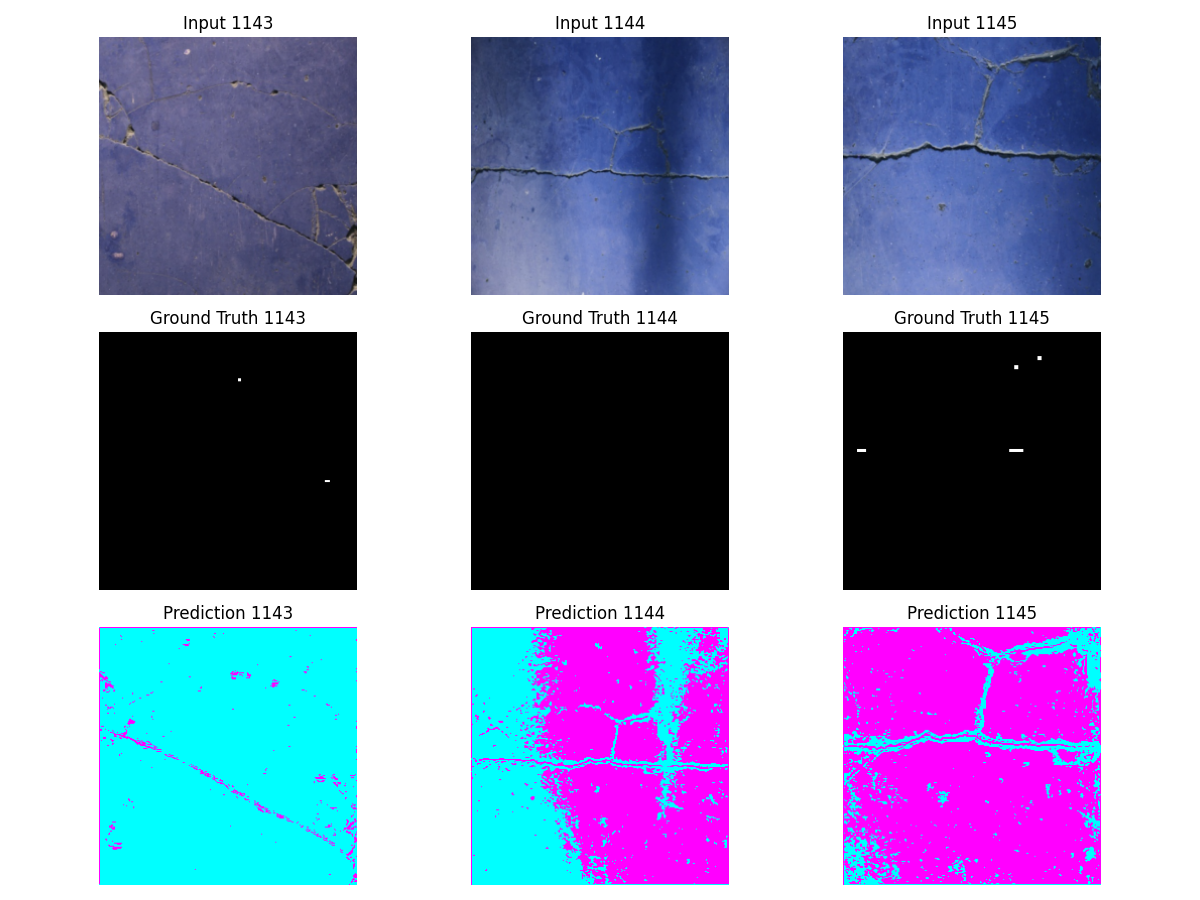 Input 1143
Input 1144
Input 1145
Ground Truth 1143
Ground Truth 1144
Ground Truth 1145
Prediction 1143
Prediction 1144
Prediction 1145